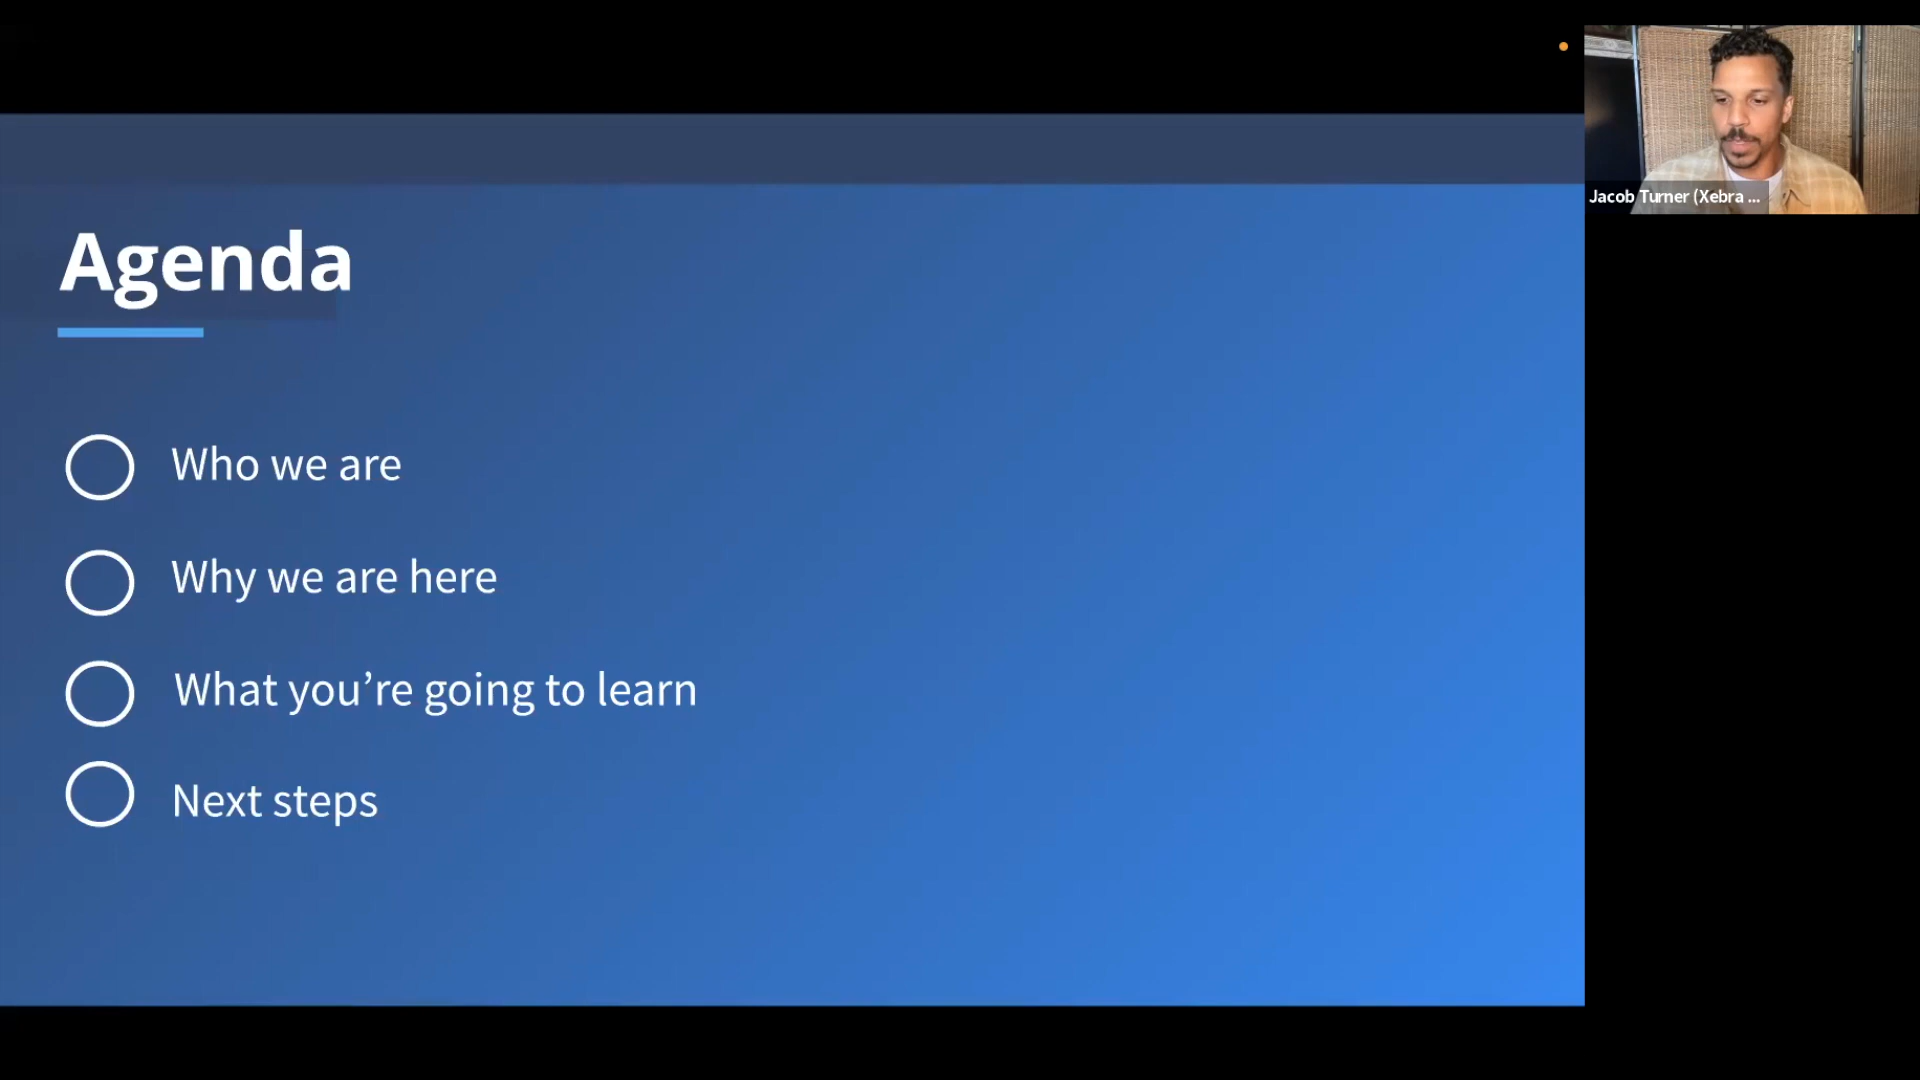 Agenda
Who we are
Why we are here
What you’re going to learn
Next steps
Jacob Turner (Xebra ...